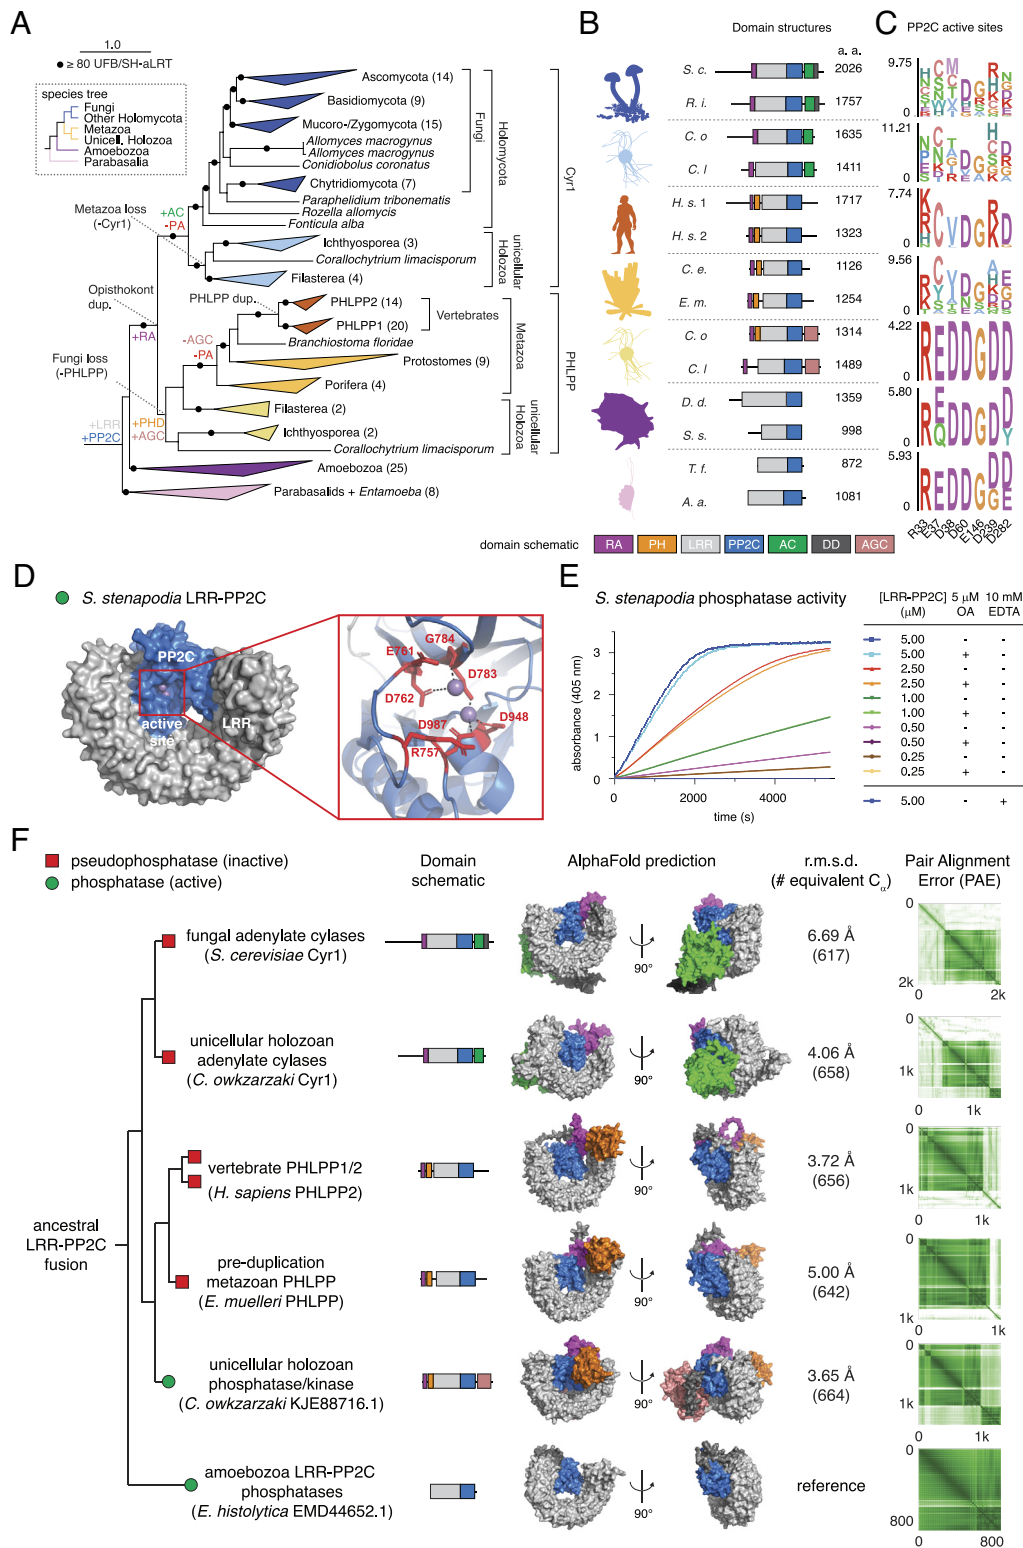 A
1.0
● ≥ 80 UFB/SH-aLRT
species tree
Fungi
Other Holomycota
Metazoa
Unicell. Holozoa
Amoebozoa
Parabasalia
Metazoa loss
(-Cyr1)
Opisthokont
dup.
Fungi loss
(-PHLPP)
PHLPP dup.
+AC
-PA
+RA
-AGC
-PA
+LRR
+PP2C
+PHD
+AGC
Ascomycota (14)
Basidiomycota (9)
Mucoro-/Zygomycota (15)
Allomyces macrogynus
Allomyces macrogynus
Conidiobolus coronatus
Chytridiomycota (7)
Paraphelidium tribonematis
Rozella allomycis
Fonticula alba
Ichthyosporea (3)
Corallochytrium limacisporum
Filasterea (4)
PHLPP2 (14)
PHLPP1 (20)
Branchiostoma floridae
Protostomes (9)
Porifera (4)
Filasterea (2)
Ichthyosporea (2)
Corallochytrium limacisporum
Amoebozoa (25)
Parabasalids + Entamoeba (8)
Fungi
Holomycota
unicellular
Holozoa
Vertebrates
Metazoa
unicellular
Holozoa
Cyr1
PHLPP
B
Domain structures
a. a.
S. c. 2026
R. i. 1757
C. o 1635
C. l 1411
H. s. 1 1717
H. s. 2 1323
C. e. 1126
E. m. 1254
C. o 1314
C. l 1489
D. d. 1359
S. s. 998
T. f. 872
A. a. 1081
domain schematic RA PH LRR PP2C AC DD AGC
C
PP2C active sites
9.75
0
11.21
0
7.74
0
9.56
0
4.22
0
REDDGDD
5.80
0
5.93
0
R33 E37 D38 D60 E146 D239 D282
D
S. stenapodia LRR-PP2C
PP2C
LRR
active
site
G784
E761
D783
D762
D987
D948
R757
E
S. stenapodia phosphatase activity
absorbance (405 nm)
3
2
1
0
0 2000 4000
time (s)
[LRR-PP2C] 5 μM 10 mM
(μM) OA EDTA
5.00 - -
5.00 + -
2.50 - -
2.50 + -
1.00 - -
1.00 + -
0.50 - -
0.50 + -
0.25 - -
0.25 + -
5.00 - +
F
pseudophosphatase (inactive)
phosphatase (active)
Domain
schematic
AlphaFold prediction
r.m.s.d.
(# equivalent Cα)
Pair Alignment
Error (PAE)
ancestral
LRR-PP2C
fusion
fungal adenylate cylases
(S. cerevisiae Cyr1)
90°
6.69 Å
(617)
0
2k
0 2k
unicellular holozoan
adenylate cylases
(C. owkzarzaki Cyr1)
90°
4.06 Å
(658)
0
1k
0 1k
vertebrate PHLPP1/2
(H. sapiens PHLPP2)
90°
3.72 Å
(656)
0
1k
0 1k
pre-duplication
metazoan PHLPP
(E. muelleri PHLPP)
90°
5.00 Å
(642)
0
1k
0 1k
unicellular holozoan
phosphatase/kinase
(C. owkzarzaki KJE88716.1)
90°
3.65 Å
(664)
0
1k
0 1k
amoebozoa LRR-PP2C
phosphatases
(E. histolytica EMD44652.1)
90°
reference
0
800
0 800